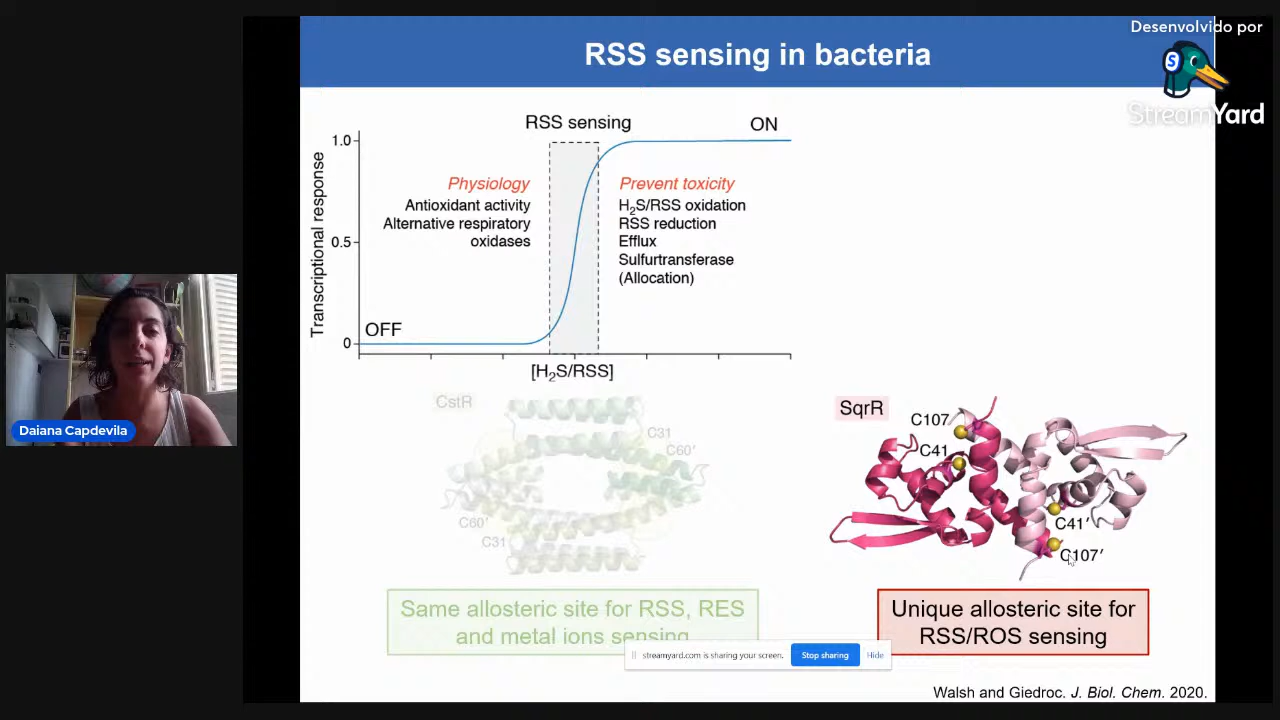 RSS sensing in bacteria
Desenvolvido por
StreamYard
RSS sensing
ON
1.0
Physiology
Antioxidant activity
Alternative respiratory
oxidases
Prevent toxicity
H₂S/RSS oxidation
RSS reduction
Efflux
Sulfurtransferase
(Allocation)
Transcriptional response
0.5
OFF
0
[H₂S/RSS]
Daiana Capdevila
CstR
C31
C60′
C60′
C31
SqrR
C107
C41
C41′
C107′
Same allosteric site for RSS, RES
and metal ions sensing
Unique allosteric site for
RSS/ROS sensing
streamyard.com is sharing your screen.
Stop sharing
Hide
Walsh and Giedroc. J. Biol. Chem. 2020.